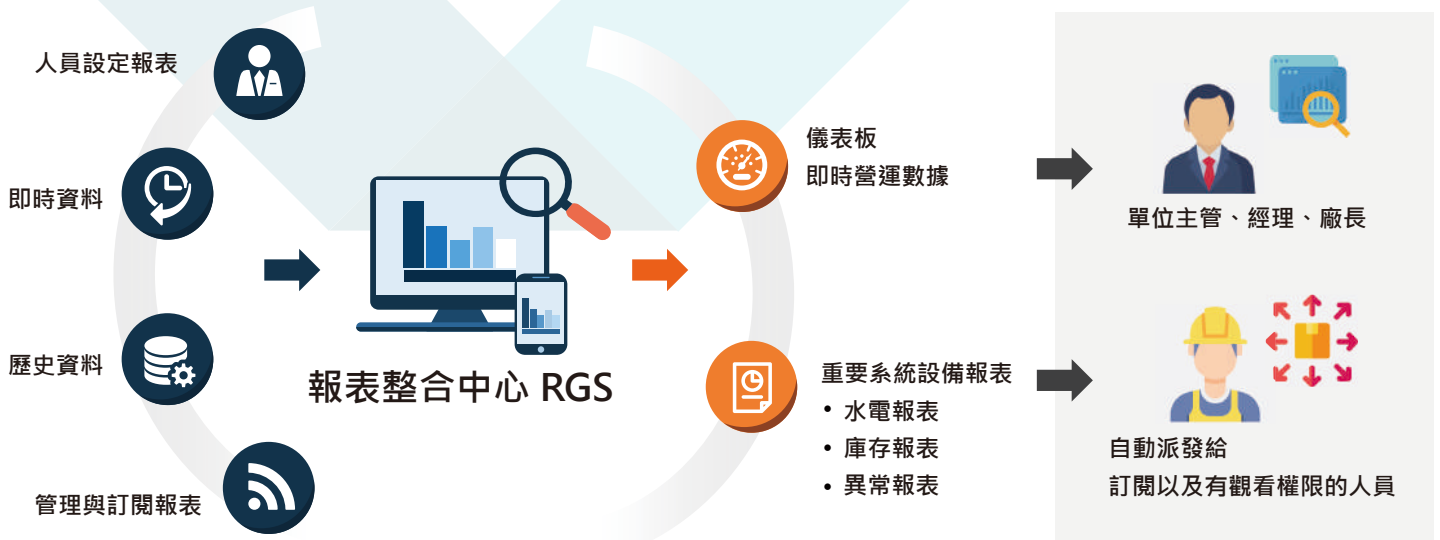 人員設定報表
即時資料
歷史資料
管理與訂閱報表
報表整合中心 RGS
儀表板
即時營運數據
重要系統設備報表
• 水電報表
• 庫存報表
• 異常報表
單位主管、經理、廠長
自動派發給
訂閱以及有觀看權限的人員